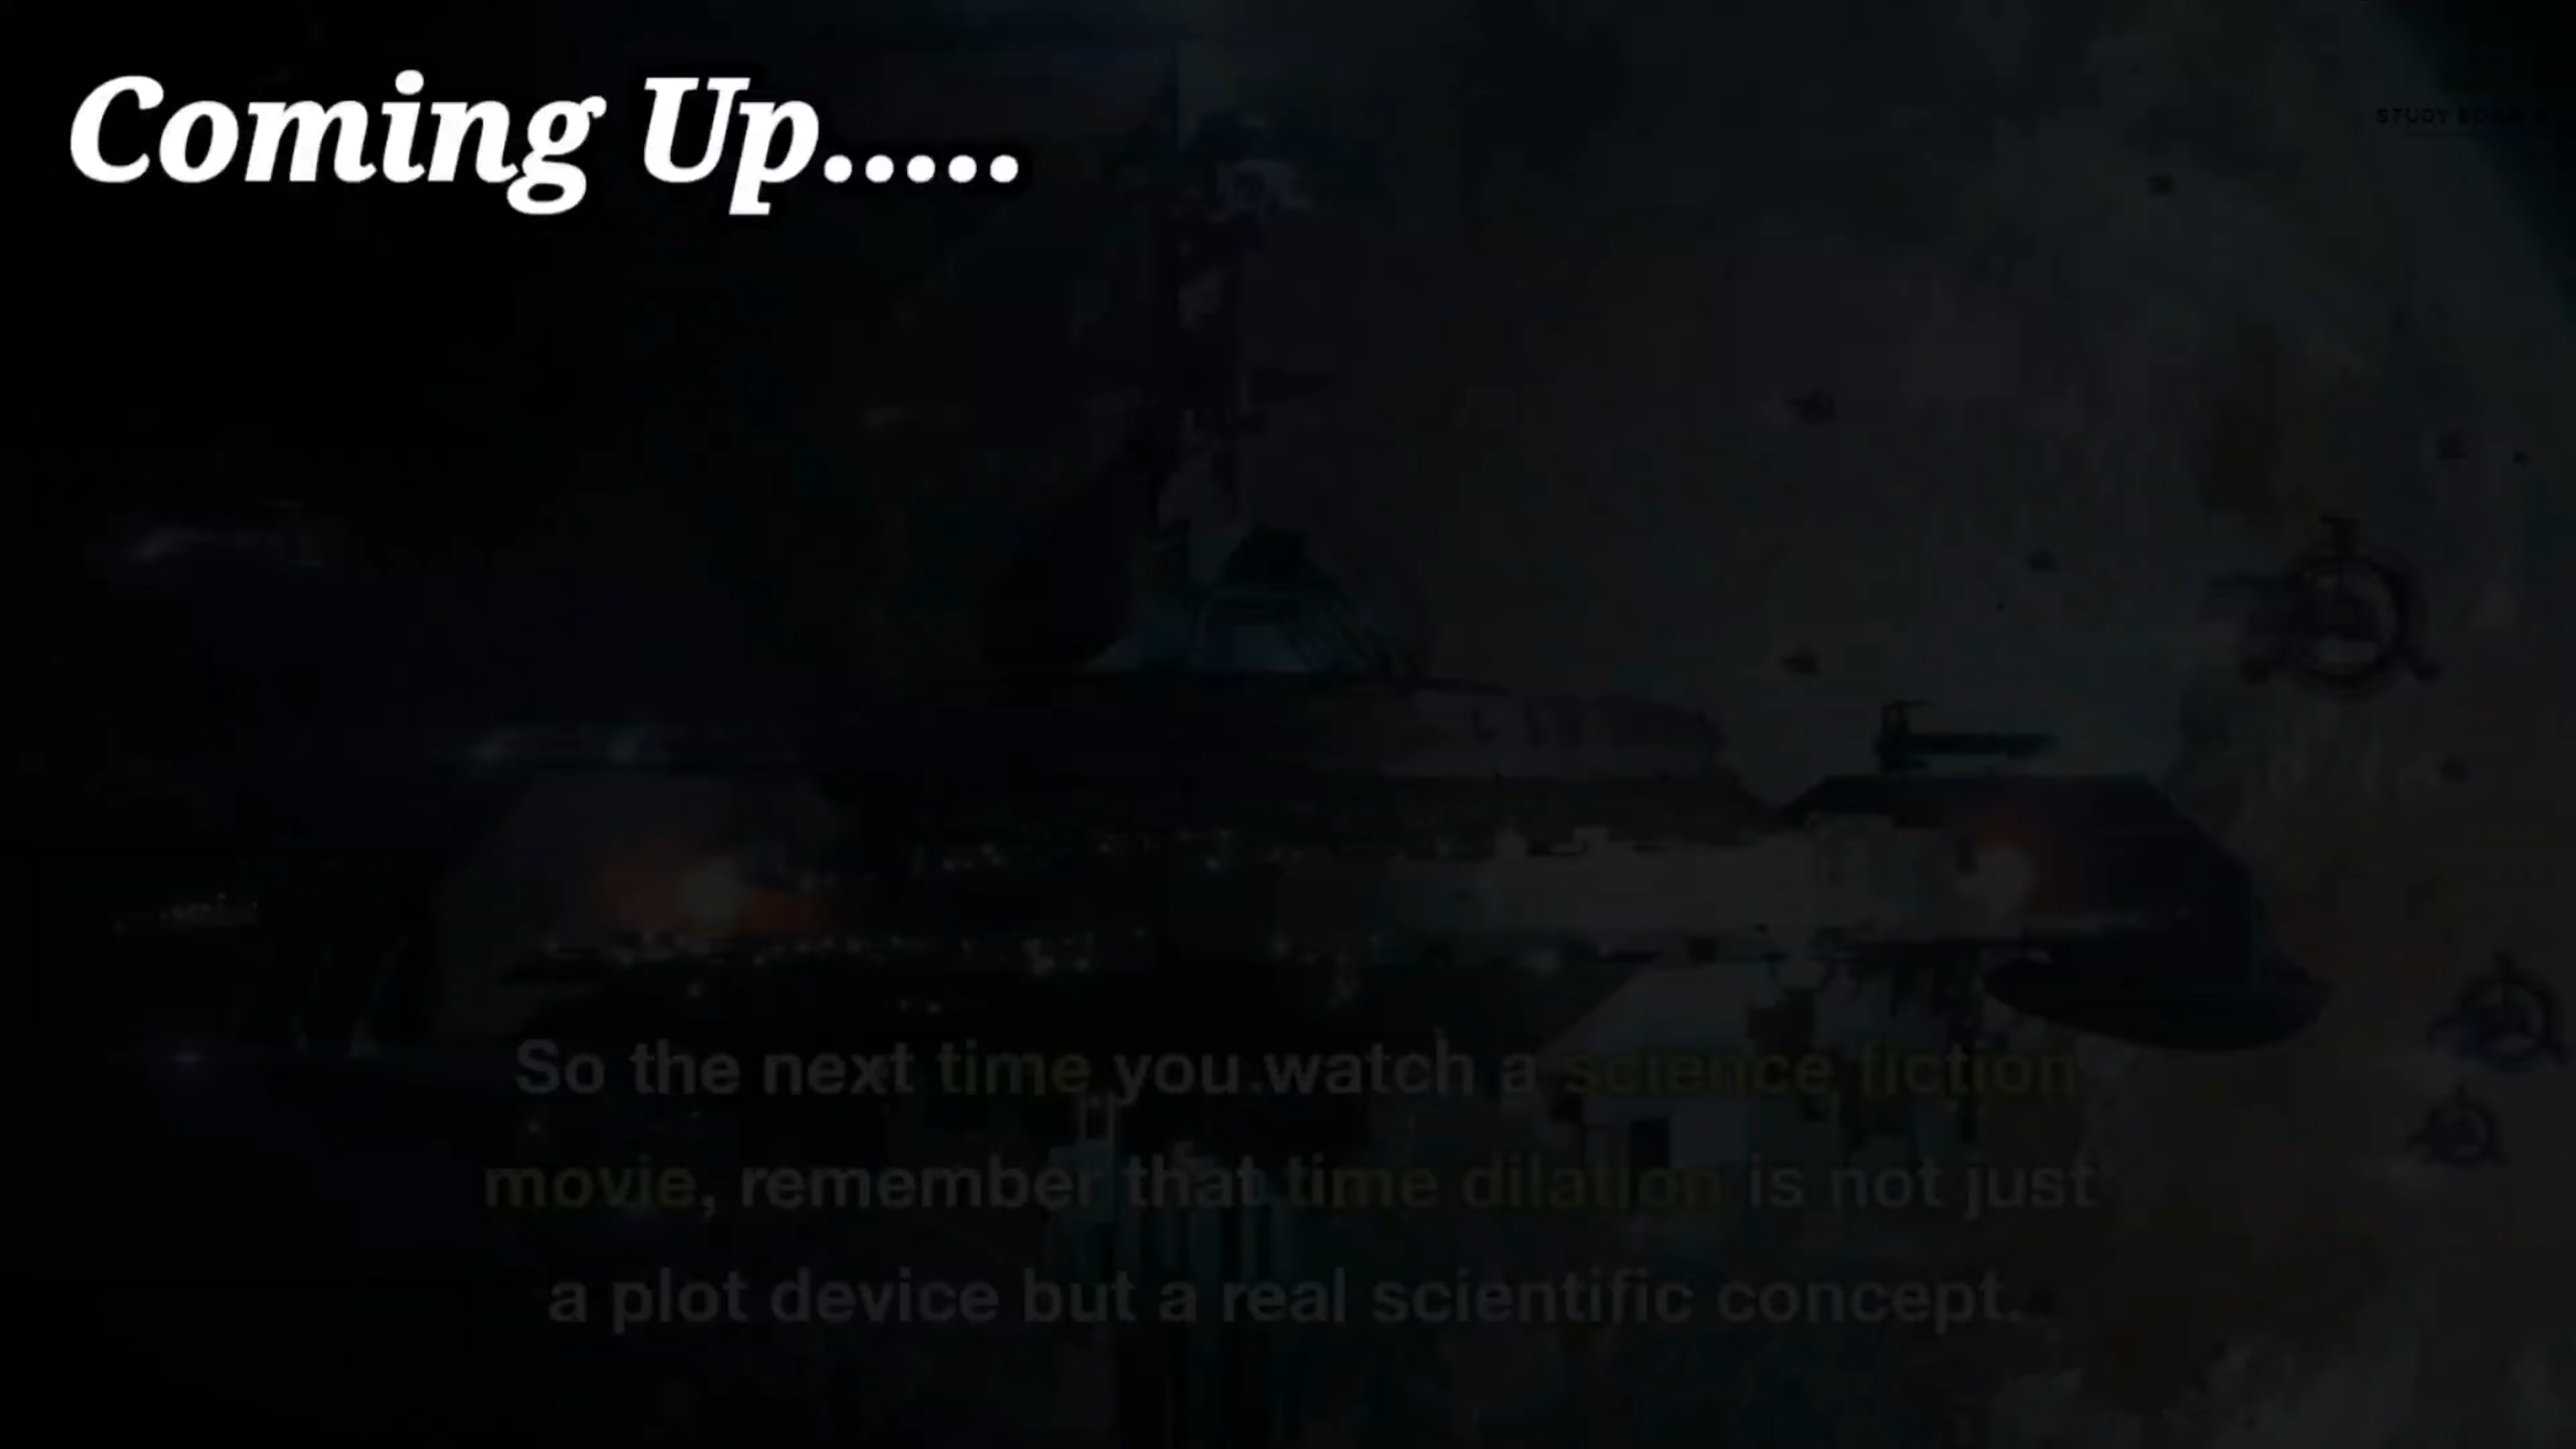 Coming Up.....
STUDY
So the next time you watch a science fiction
movie, remember that time dilation is not just
a plot device but a real scientific concept.